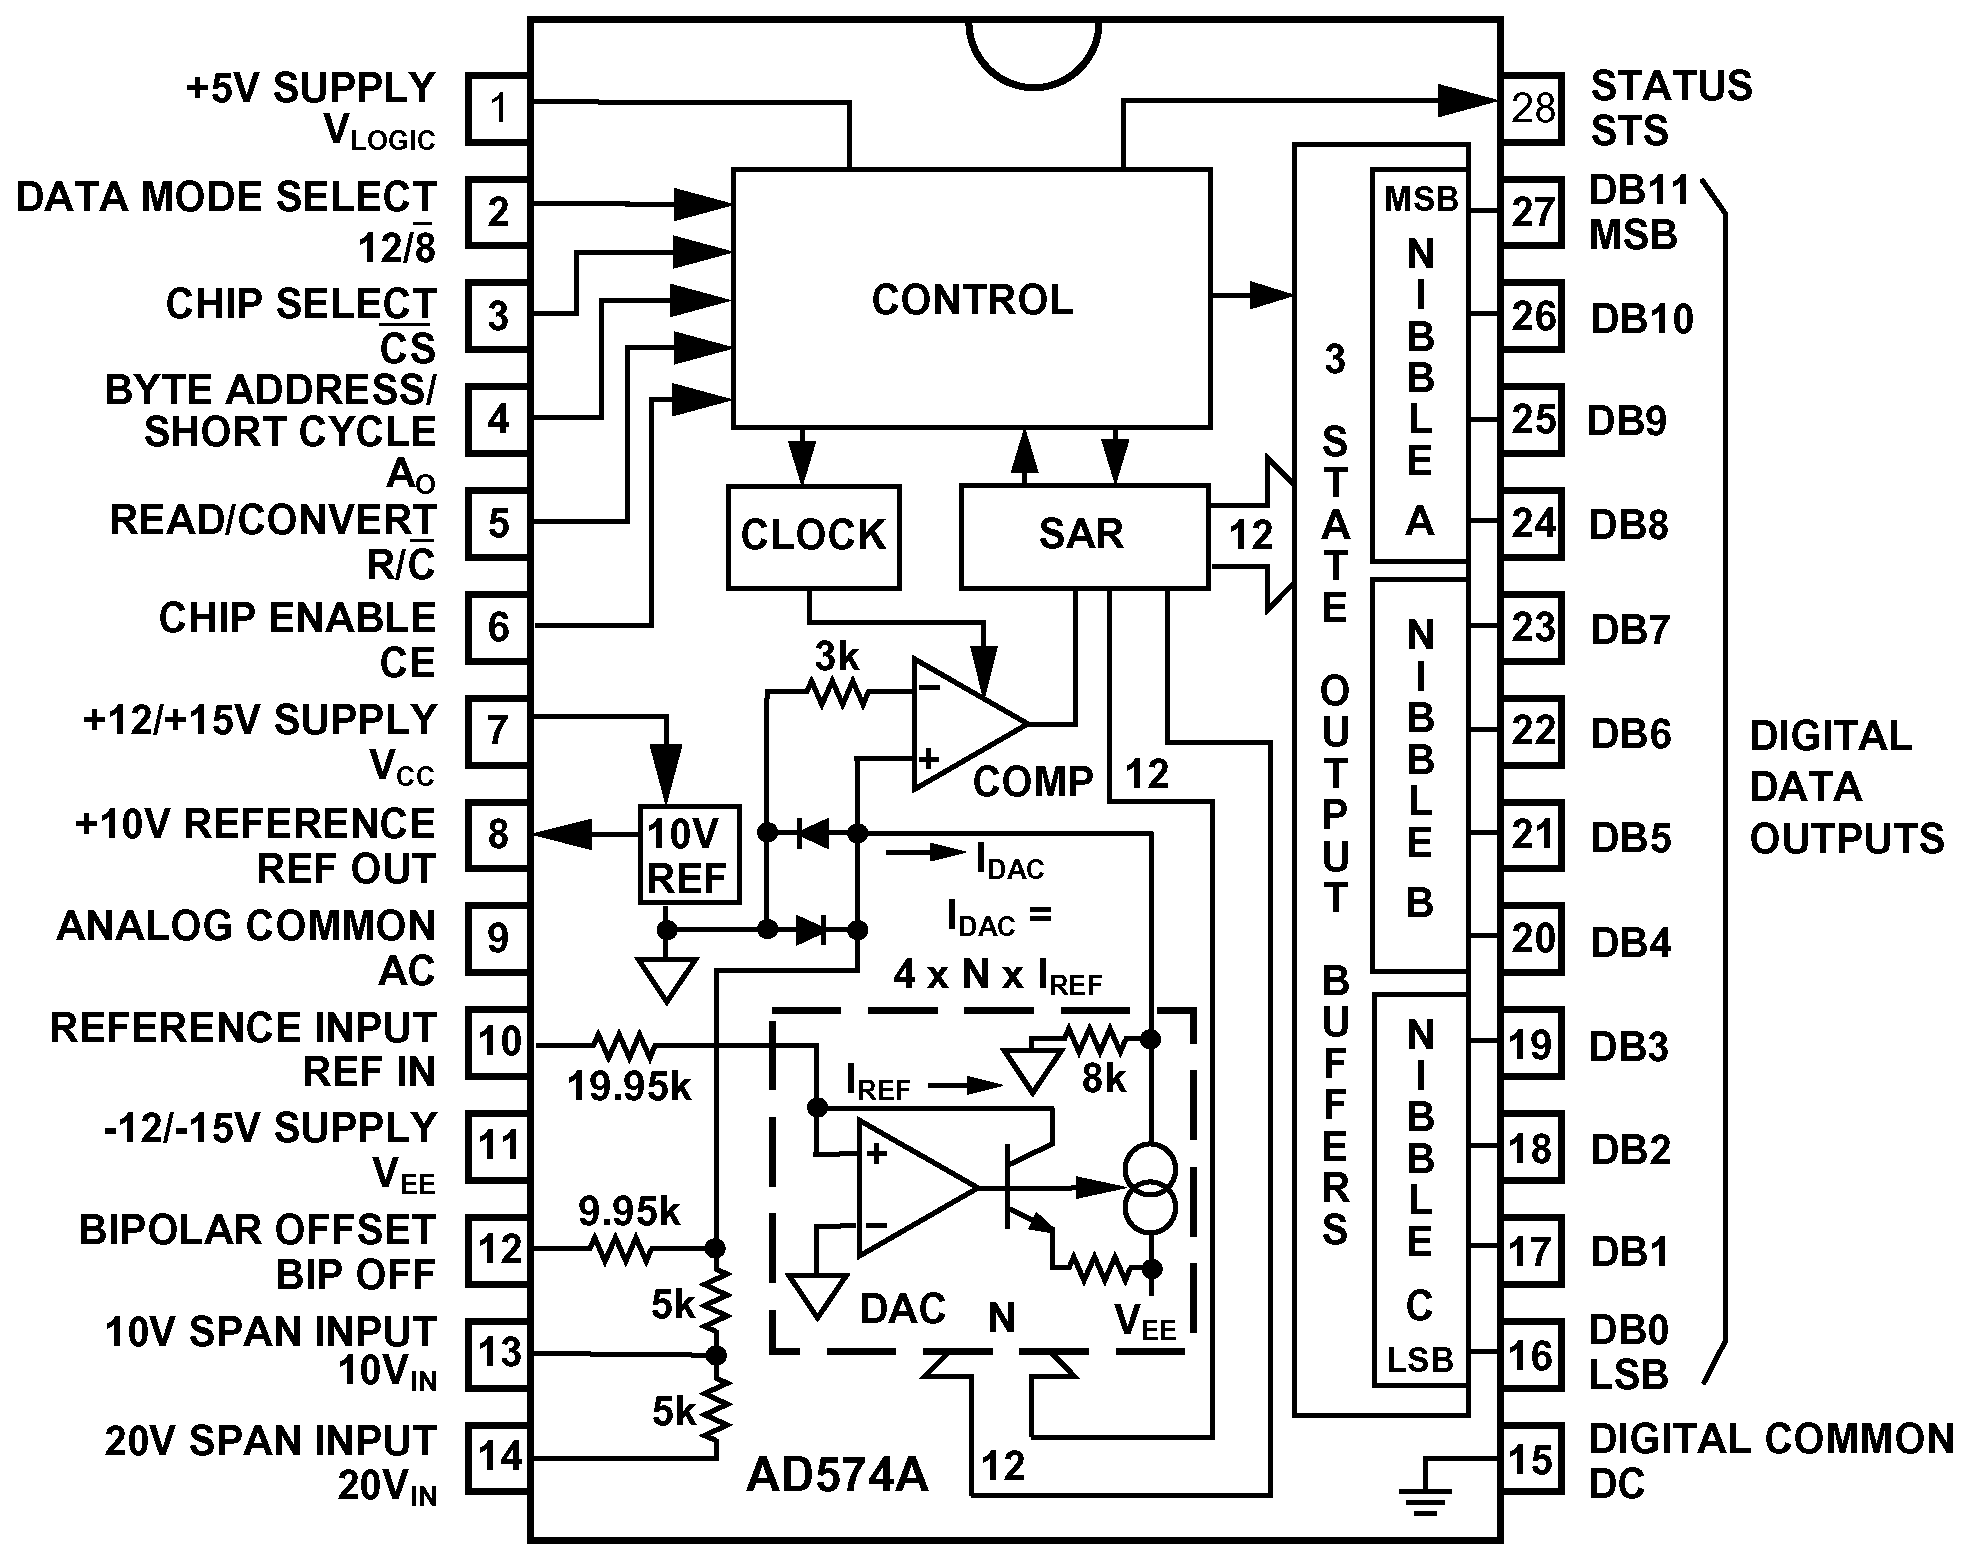 +5V SUPPLY
VLOGIC
1
DATA MODE SELECT
12/8̅
2
CHIP SELECT
C̅S̅
3
BYTE ADDRESS/
SHORT CYCLE
AO
4
READ/CONVERT
R/C̅
5
CHIP ENABLE
CE
6
+12/+15V SUPPLY
VCC
7
+10V REFERENCE
REF OUT
8
ANALOG COMMON
AC
9
REFERENCE INPUT
REF IN
10
-12/-15V SUPPLY
VEE
11
BIPOLAR OFFSET
BIP OFF
12
10V SPAN INPUT
10VIN
13
20V SPAN INPUT
20VIN
14
CONTROL
CLOCK
SAR
12
3k
−
+
COMP
12
10V
REF
IDAC
IDAC =
4 x N x IREF
19.95k
IREF
8k
+
−
9.95k
5k
5k
DAC
N
VEE
12
AD574A
3 STATE OUTPUT BUFFERS
MSB
NIBBLE A
NIBBLE B
NIBBLE C
LSB
28
STATUS
STS
27
DB11
MSB
26
DB10
25
DB9
24
DB8
23
DB7
22
DB6
21
DB5
20
DB4
19
DB3
18
DB2
17
DB1
16
DB0
LSB
15
DIGITAL COMMON
DC
DIGITAL
DATA
OUTPUTS